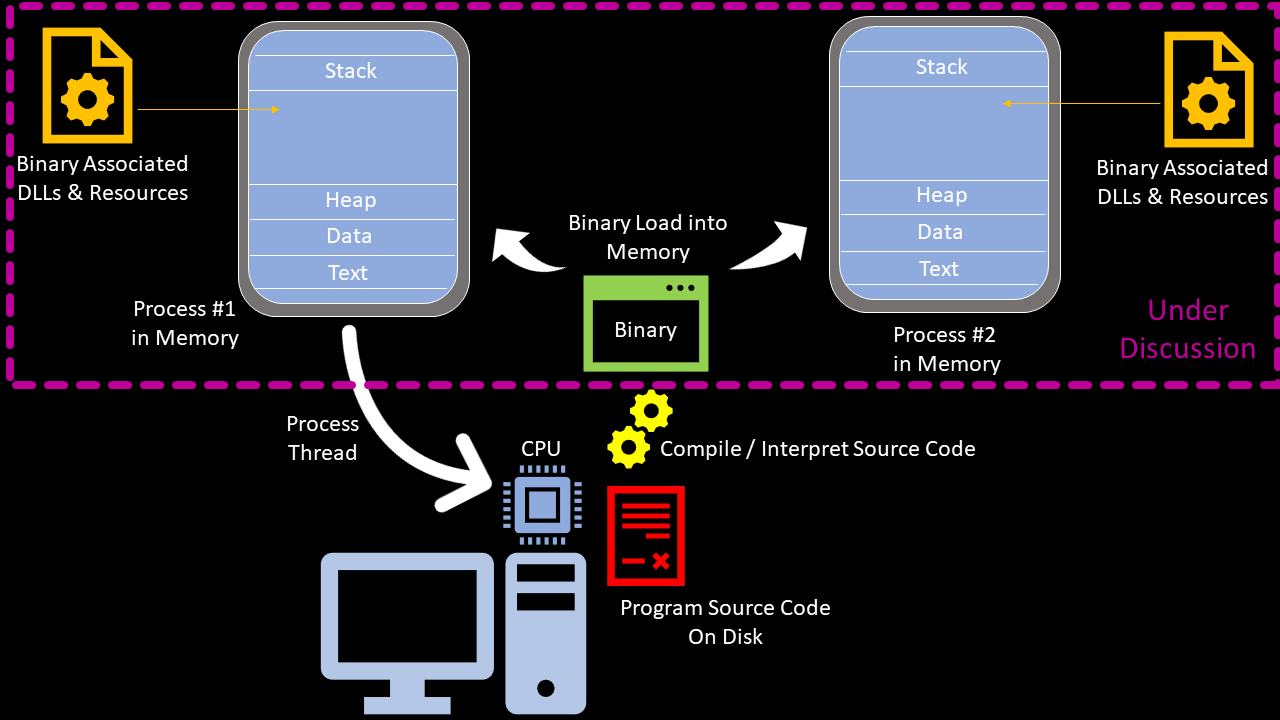 Stack
Binary Associated
DLLs & Resources
Heap
Data
Text
Process #1
in Memory
Binary Load into
Memory
Binary
Stack
Binary Associated
DLLs & Resources
Heap
Data
Text
Process #2
in Memory
Under
Discussion
Process
Thread
CPU
Compile / Interpret Source Code
Program Source Code
On Disk